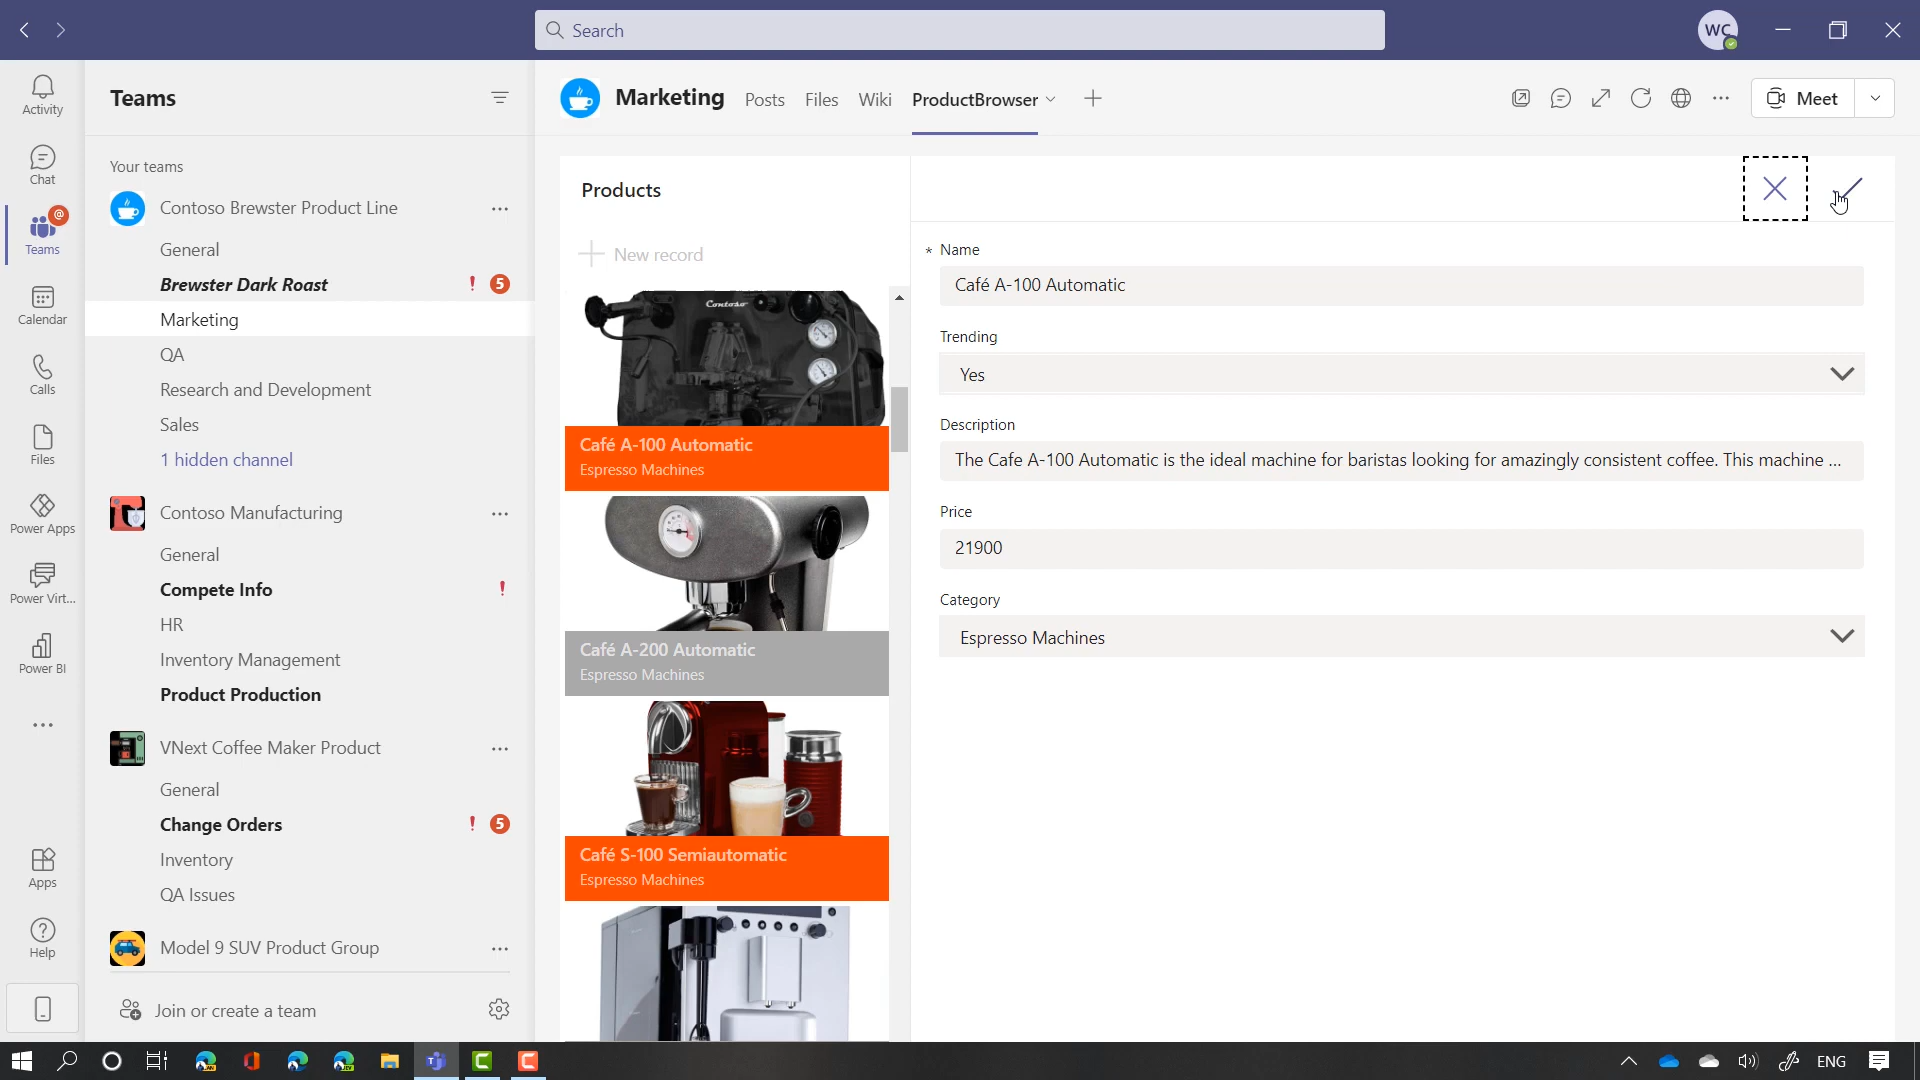 Search
WC
Activity
Chat
@
Teams
Calendar
Calls
Files
Power Apps
Power Virt...
Power BI
Apps
Help
Teams
Your teams
Contoso Brewster Product Line
General
Brewster Dark Roast ! 5
Marketing
QA
Research and Development
Sales
1 hidden channel
Contoso Manufacturing
General
Compete Info !
HR
Inventory Management
Product Production
VNext Coffee Maker Product
General
Change Orders ! 5
Inventory
QA Issues
Model 9 SUV Product Group
Join or create a team
Marketing Posts Files Wiki ProductBrowser
Meet
Products
New record
Contoso
Café A-100 Automatic
Espresso Machines
Café A-200 Automatic
Espresso Machines
Café S-100 Semiautomatic
Espresso Machines
* Name
Café A-100 Automatic
Trending
Yes
Description
The Cafe A-100 Automatic is the ideal machine for baristas looking for amazingly consistent coffee. This machine ...
Price
21900
Category
Espresso Machines
ENG